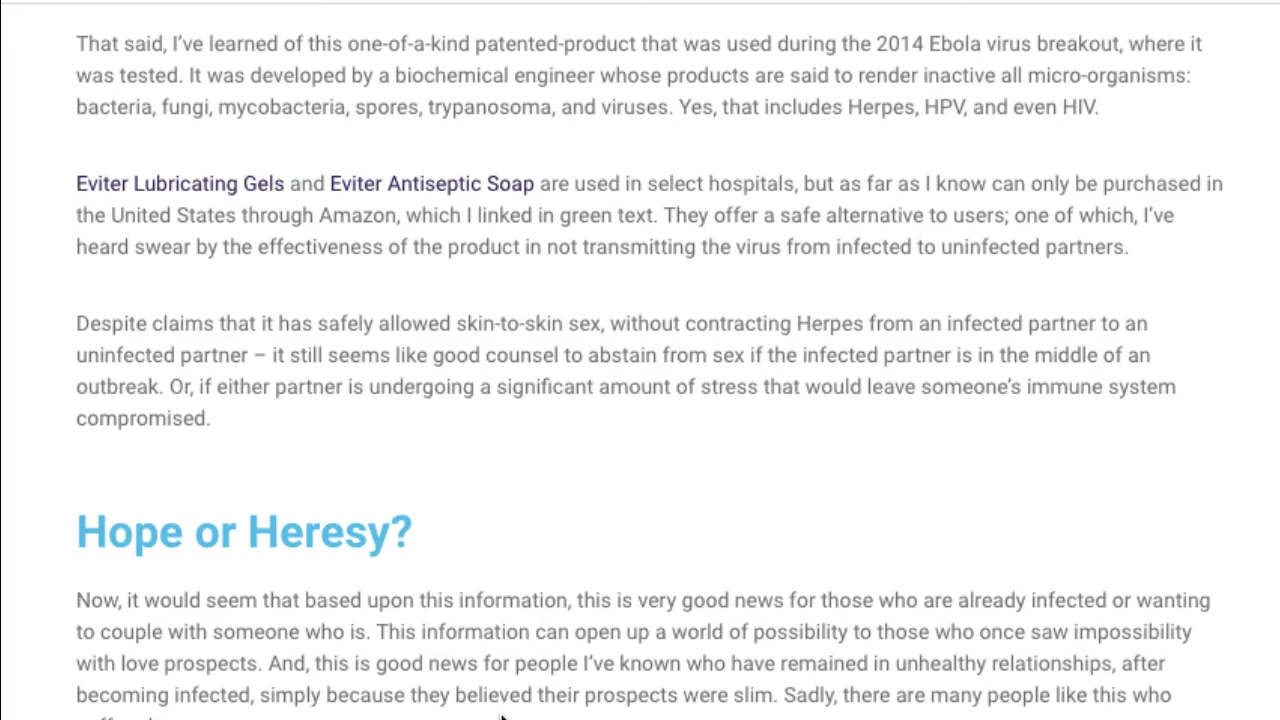 That said, I’ve learned of this one-of-a-kind patented-product that was used during the 2014 Ebola virus breakout, where it
was tested. It was developed by a biochemical engineer whose products are said to render inactive all micro-organisms:
bacteria, fungi, mycobacteria, spores, trypanosoma, and viruses. Yes, that includes Herpes, HPV, and even HIV.
Eviter Lubricating Gels and Eviter Antiseptic Soap are used in select hospitals, but as far as I know can only be purchased in
the United States through Amazon, which I linked in green text. They offer a safe alternative to users; one of which, I’ve
heard swear by the effectiveness of the product in not transmitting the virus from infected to uninfected partners.
Despite claims that it has safely allowed skin-to-skin sex, without contracting Herpes from an infected partner to an
uninfected partner – it still seems like good counsel to abstain from sex if the infected partner is in the middle of an
outbreak. Or, if either partner is undergoing a significant amount of stress that would leave someone’s immune system
compromised.
Hope or Heresy?
Now, it would seem that based upon this information, this is very good news for those who are already infected or wanting
to couple with someone who is. This information can open up a world of possibility to those who once saw impossibility
with love prospects. And, this is good news for people I’ve known who have remained in unhealthy relationships, after
becoming infected, simply because they believed their prospects were slim. Sadly, there are many people like this who